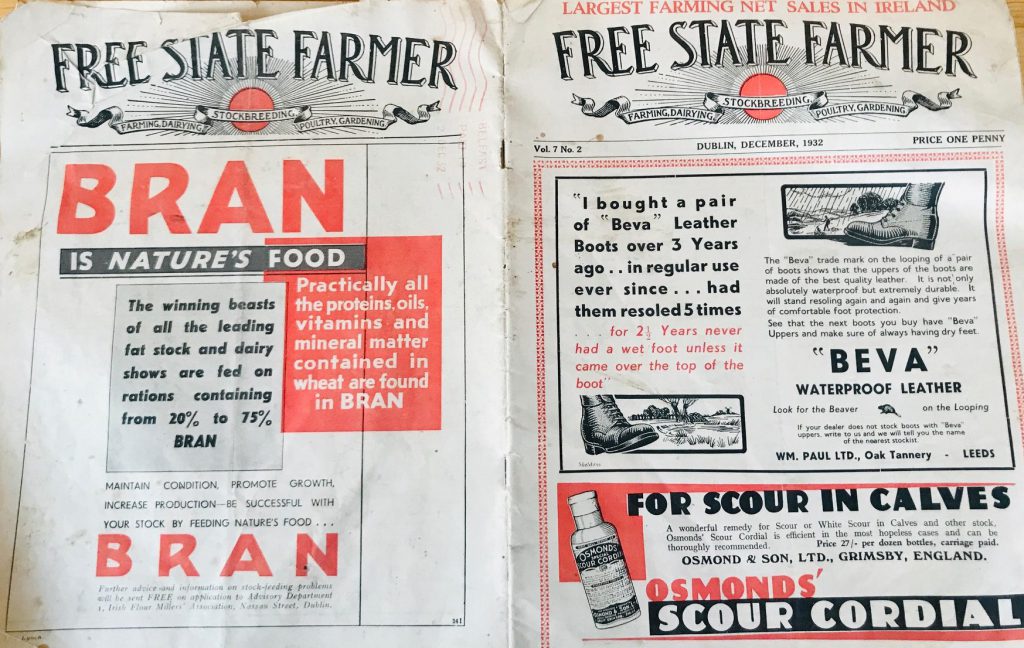 FREE STATE FARMER
FARMING, DAIRYING, STOCKBREEDING, POULTRY, GARDENING
BRAN
IS NATURE'S FOOD
The winning beasts
of all the leading
fat stock and dairy
shows are fed on
rations containing
from 20% to 75%
BRAN
Practically all
the proteins, oils,
vitamins and
mineral matter
contained in
wheat are found
in BRAN
MAINTAIN CONDITION, PROMOTE GROWTH,
INCREASE PRODUCTION—BE SUCCESSFUL WITH
YOUR STOCK BY FEEDING NATURE'S FOOD . . .
BRAN
Further advice and information on stock-feeding problems
will be sent FREE on application to Advisory Department
1, Irish Flour Millers' Association, Nassau Street, Dublin.
Lynch
341
LARGEST FARMING NET SALES IN IRELAND
FREE STATE FARMER
FARMING, DAIRYING, STOCKBREEDING, POULTRY, GARDENING
Vol. 7 No. 2
DUBLIN, DECEMBER, 1932
PRICE ONE PENNY
"I bought a pair
of "Beva" Leather
Boots over 3 Years
ago . . in regular use
ever since . . . had
them resoled 5 times
. . . for 2½ Years never
had a wet foot unless it
came over the top of the
boot"
The "Beva" trade mark on the looping of a pair
of boots shows that the uppers of the boots are
made of the best quality leather. It is not only
absolutely waterproof but extremely durable. It
will stand resoling again and again and give years
of comfortable foot protection.
See that the next boots you buy have "Beva"
Uppers and make sure of always having dry feet.
"BEVA"
WATERPROOF LEATHER
Look for the Beaver on the Looping
If your dealer does not stock boots with "Beva"
uppers, write to us and we will tell you the name
of the nearest stockist.
WM. PAUL LTD., Oak Tannery - LEEDS
FOR SCOUR IN CALVES
A wonderful remedy for Scour or White Scour in Calves and other stock,
Osmonds' Scour Cordial is efficient in the most hopeless cases and can be
thoroughly recommended. Price 27/- per dozen bottles, carriage paid.
OSMOND & SON, LTD., GRIMSBY, ENGLAND.
OSMONDS'
SCOUR CORDIAL
OSMONDS
SCOUR CORDIAL